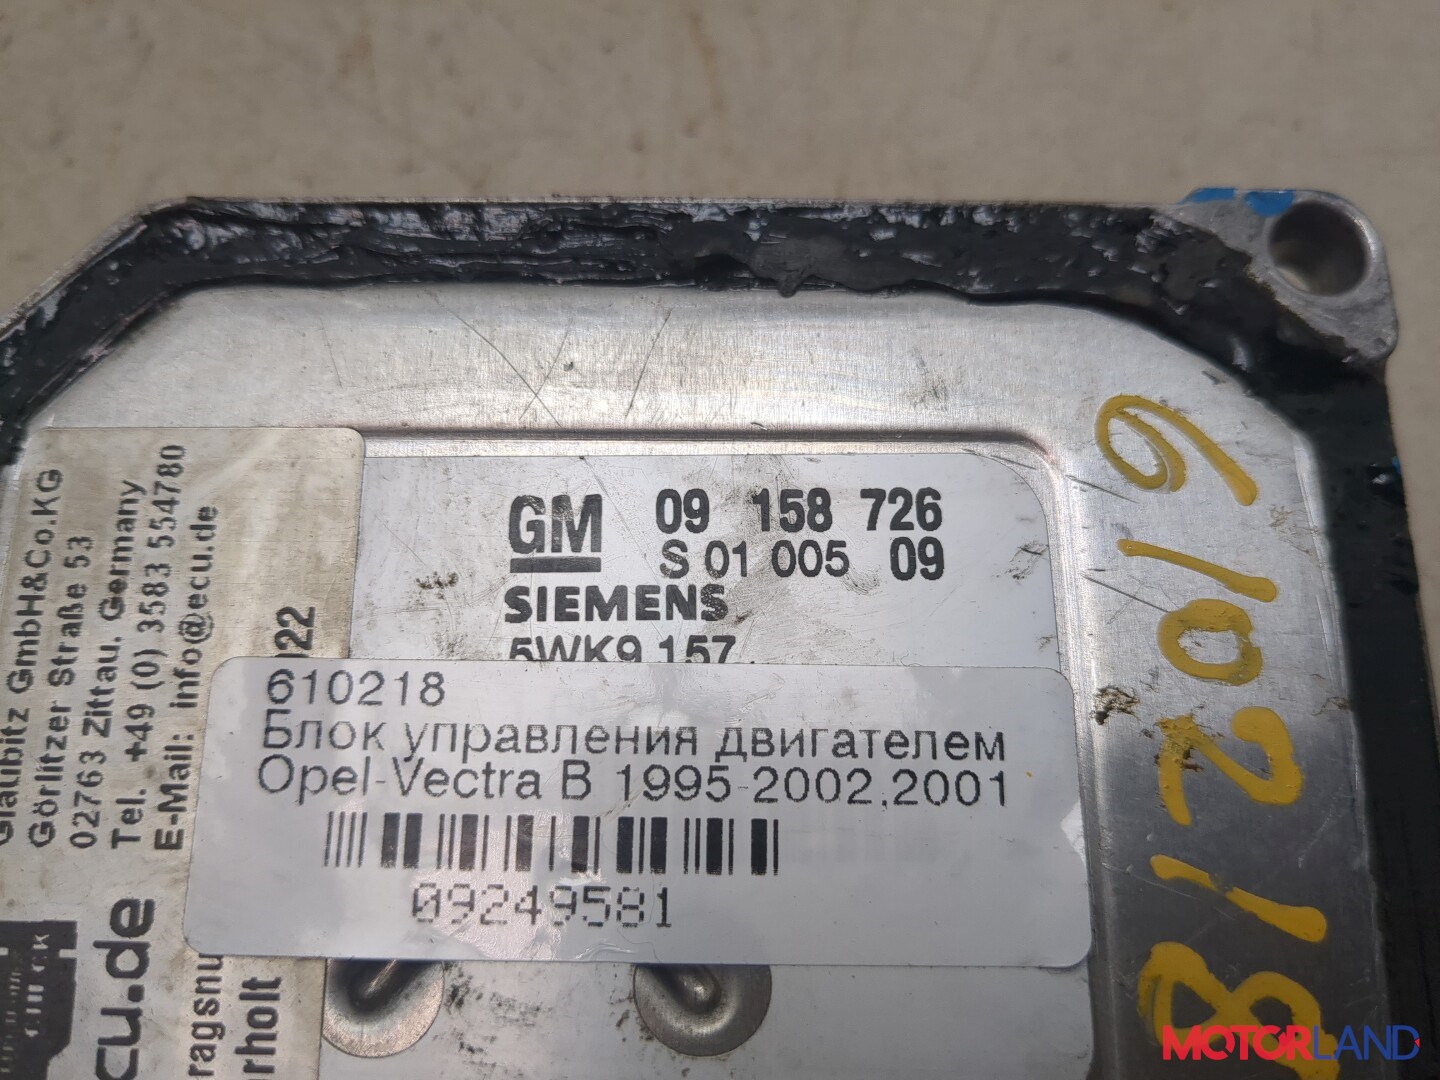 GM 09 158 726
S 01 005 09
SIEMENS
5WK9 157
610218
Блок управления двигателем
Opel-Vectra B 1995-2002,2001
09249581
Glaubitz GmbH&Co.KG
Görlitzer Straße 53
02763 Zittau. Germany
Tel. +49 (0) 3583 554780
E-Mail: info@ecu.de
cu.de
610218
MOTORLAND